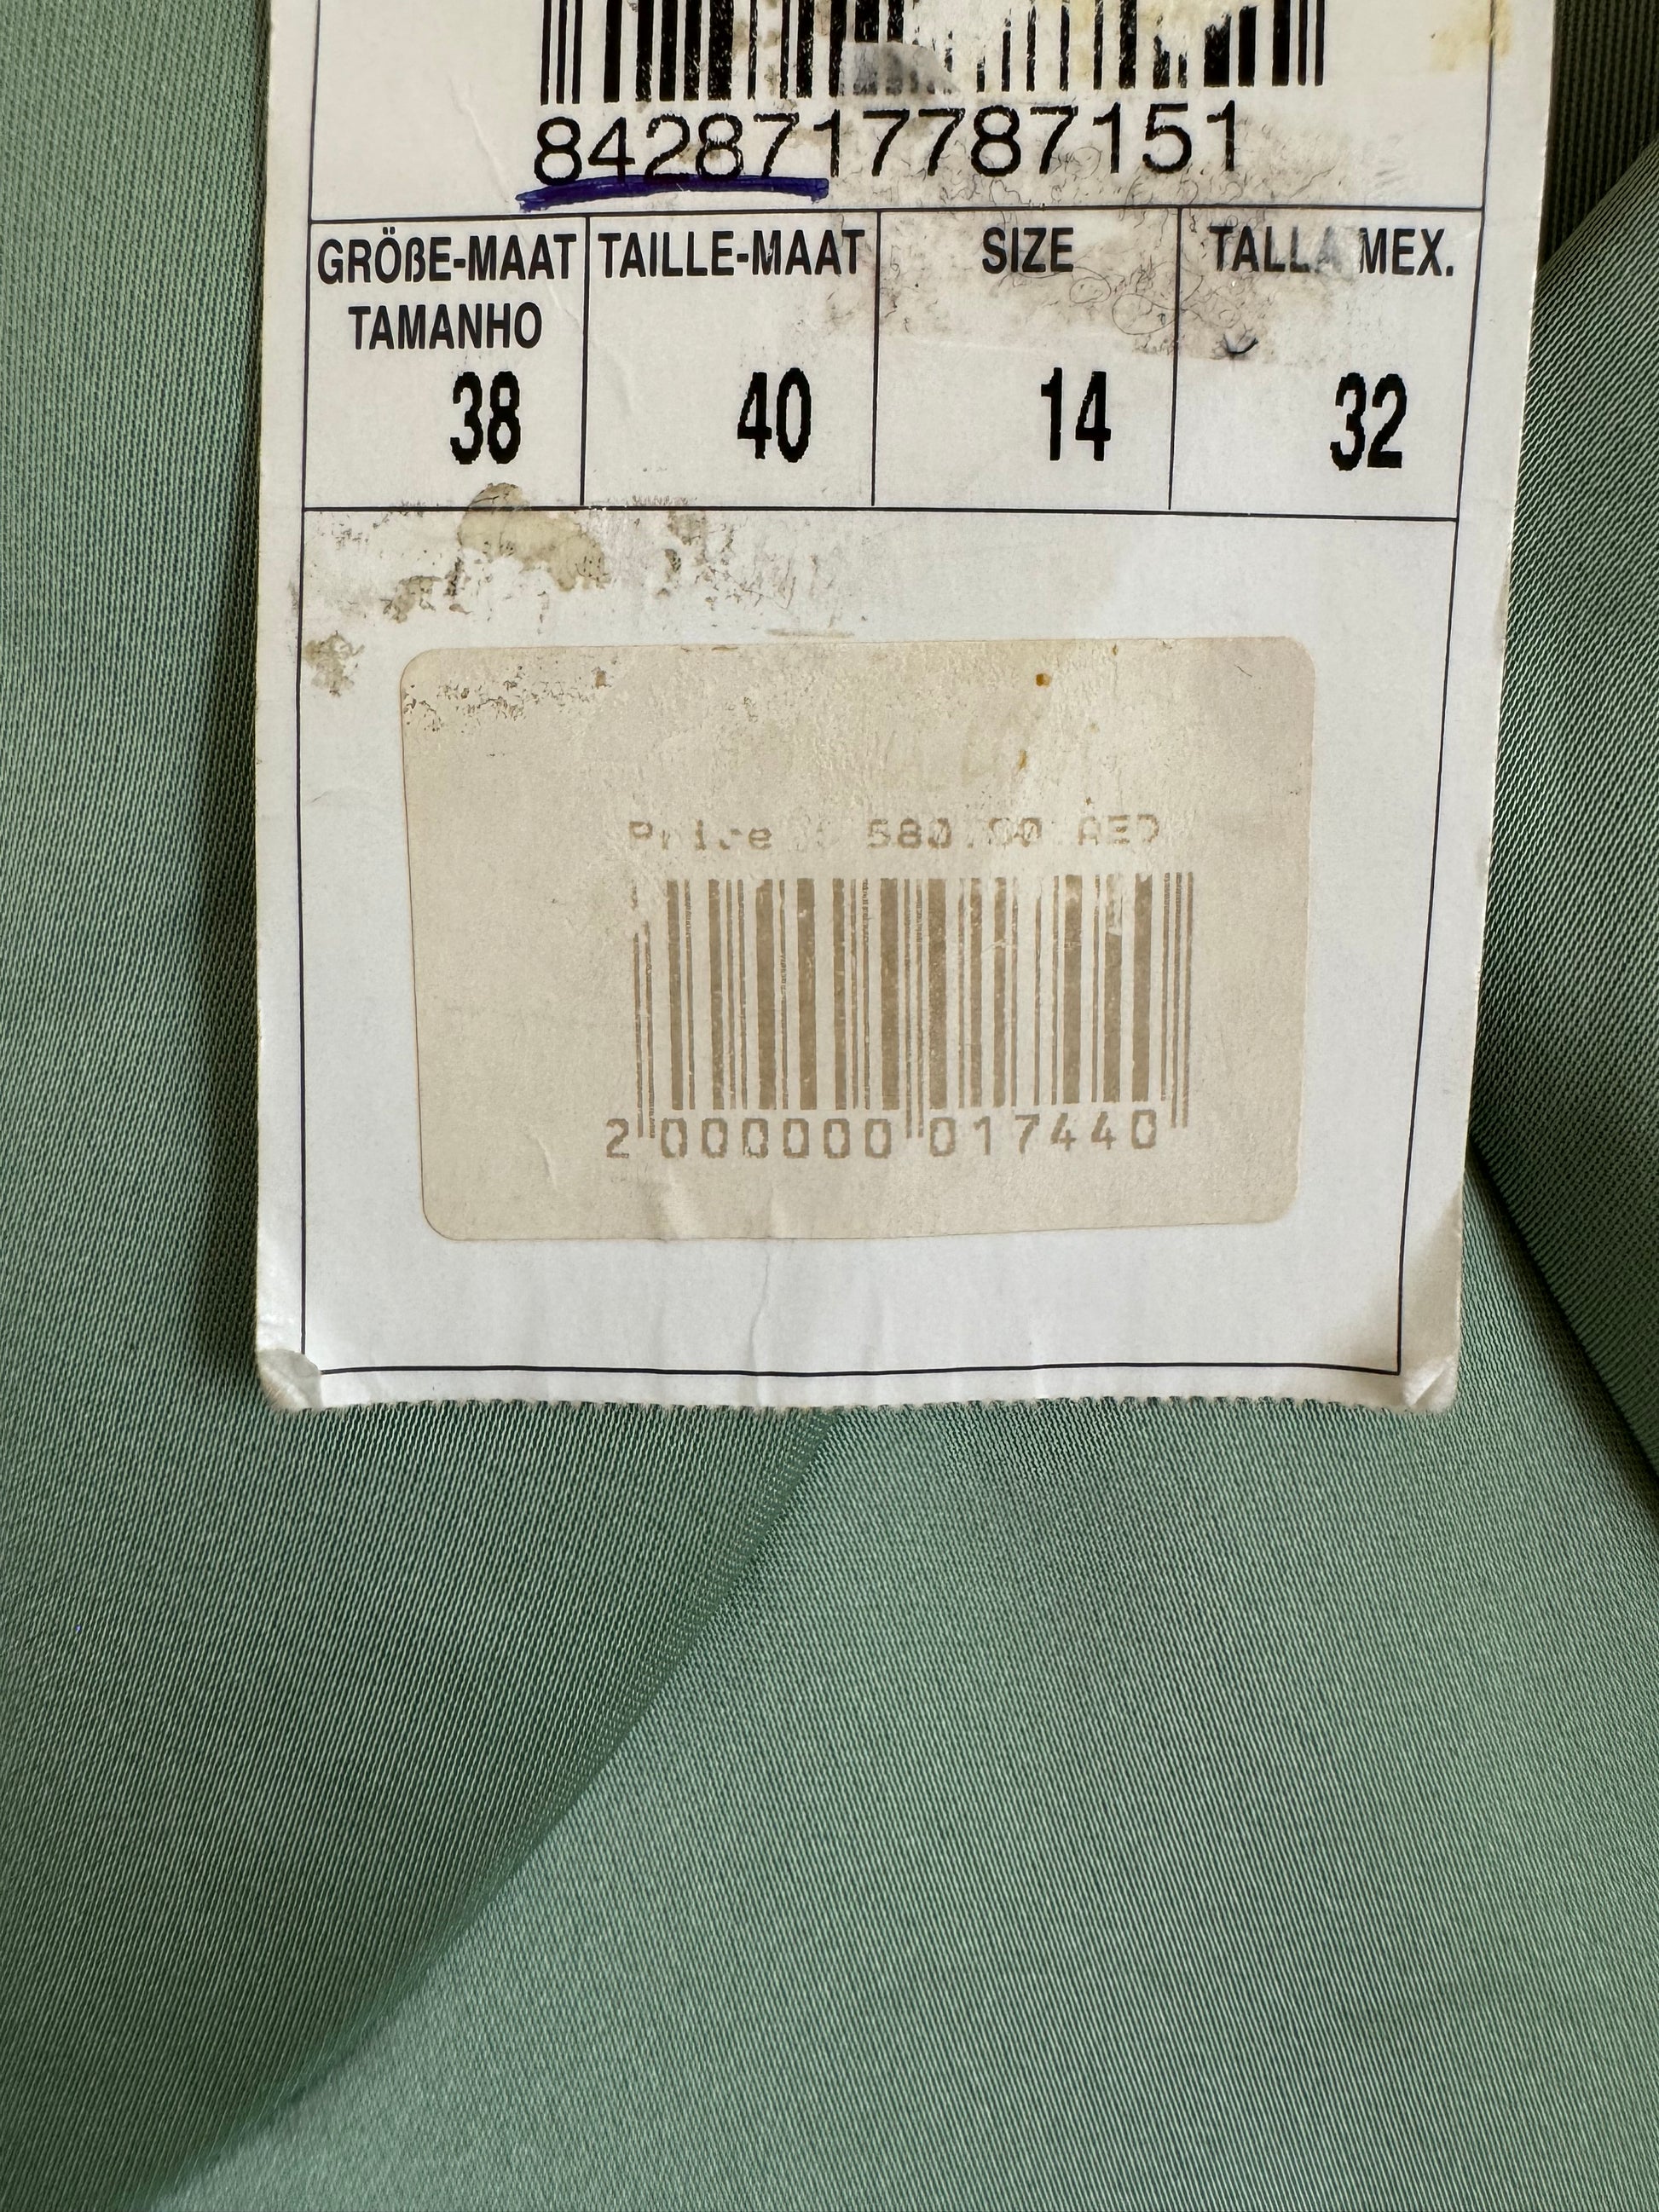 8428717787151
GRÖßE-MAAT TAILLE-MAAT SIZE TALLA MEX.
TAMANHO
38 40 14 32
Price : 580.00 AED
2 000000 017440